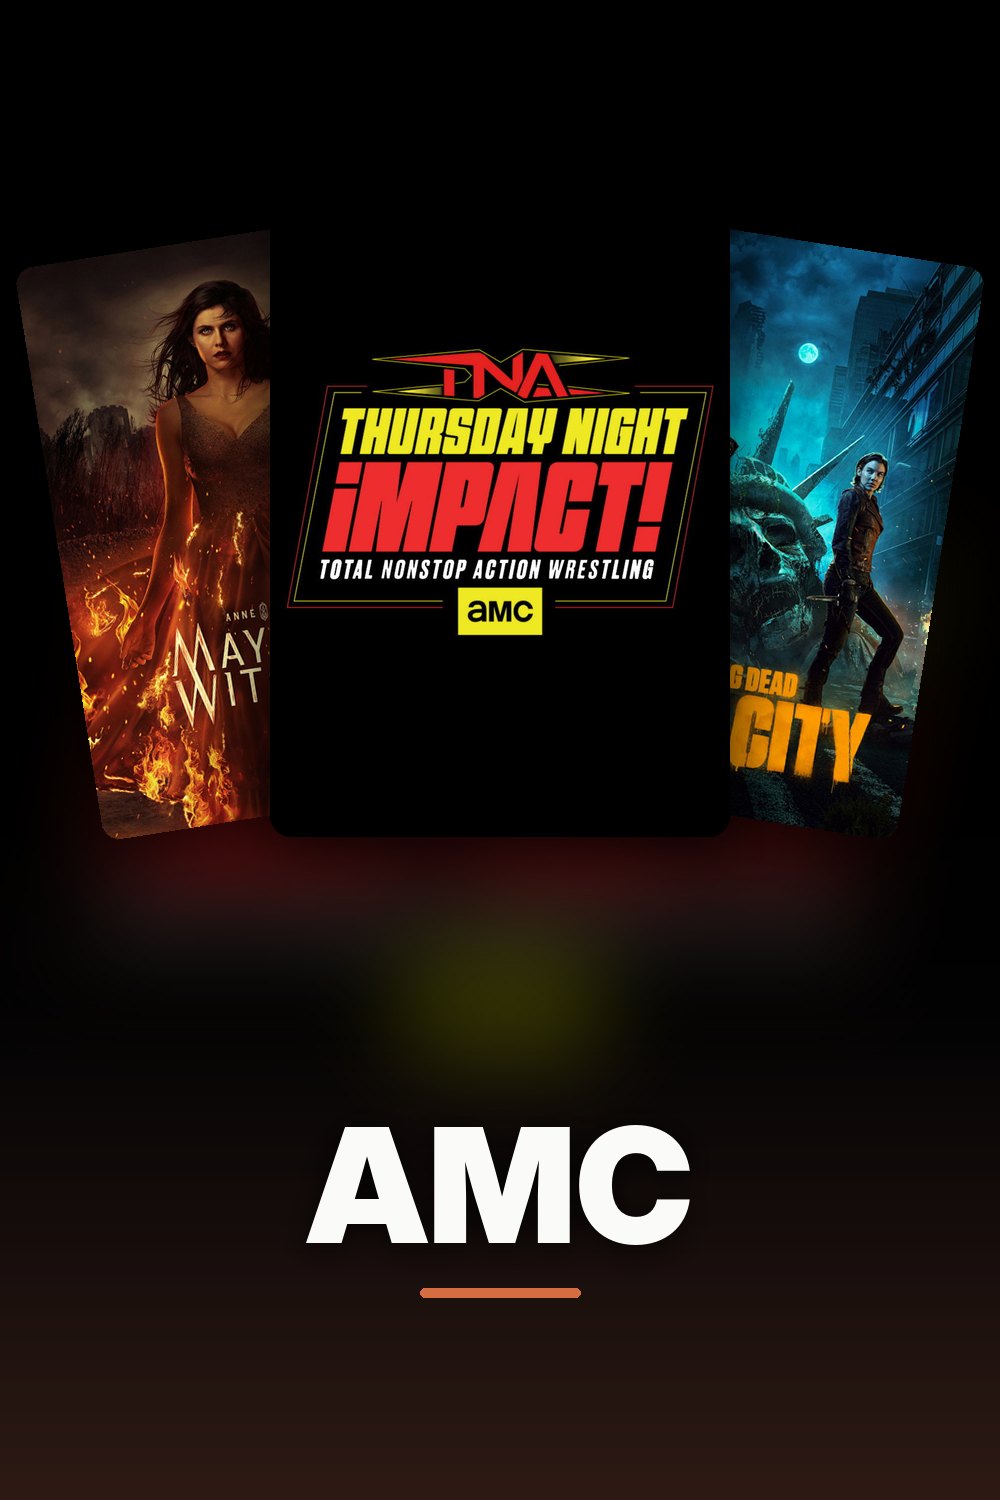 TNA
THURSDAY NIGHT
iMPACT!
TOTAL NONSTOP ACTION WRESTLING
aMC
ANNE
MAY
WIT
G DEAD
CITY
AMC